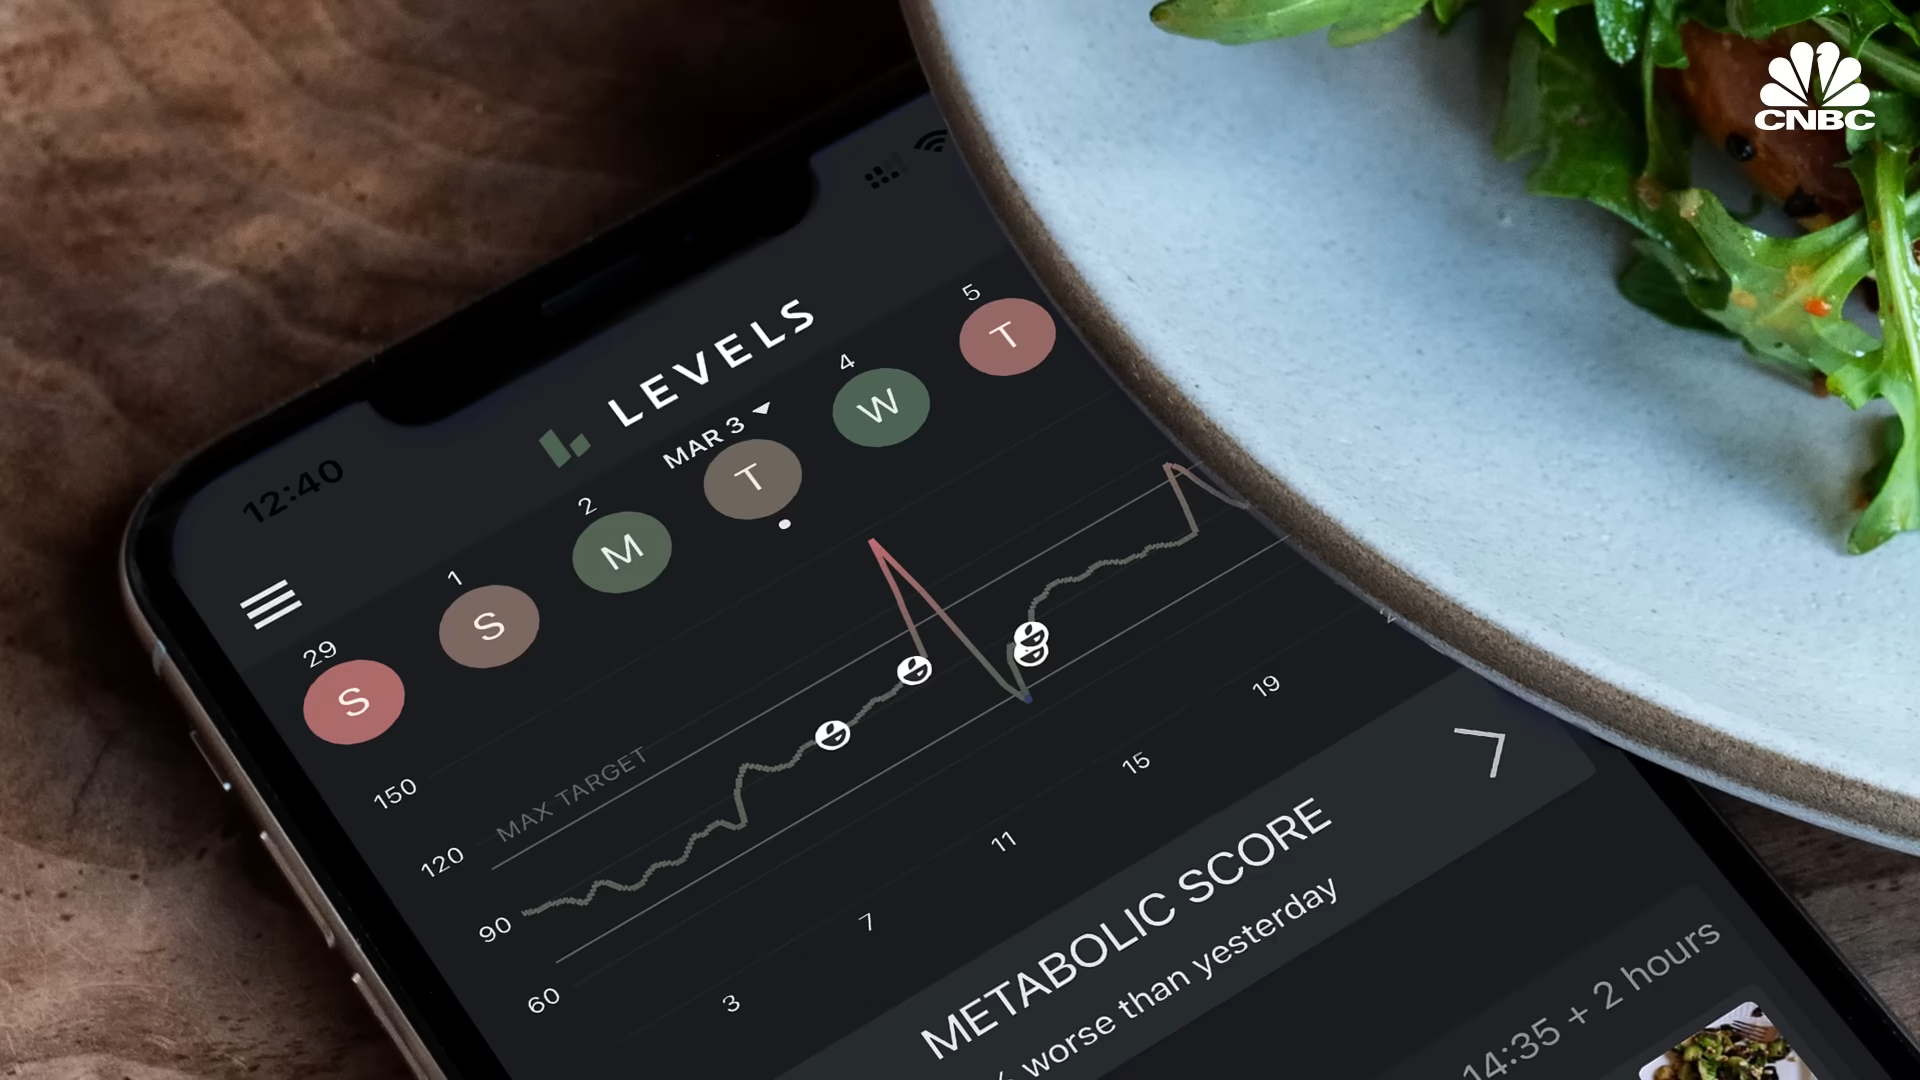 CNBC
12:40
LEVELS
MAR 3
29 1 2 4 5
S S M T W T
150
120
90
60
MAX TARGET
3 7 11 15 19
METABOLIC SCORE
worse than yesterday
14:35 + 2 hours